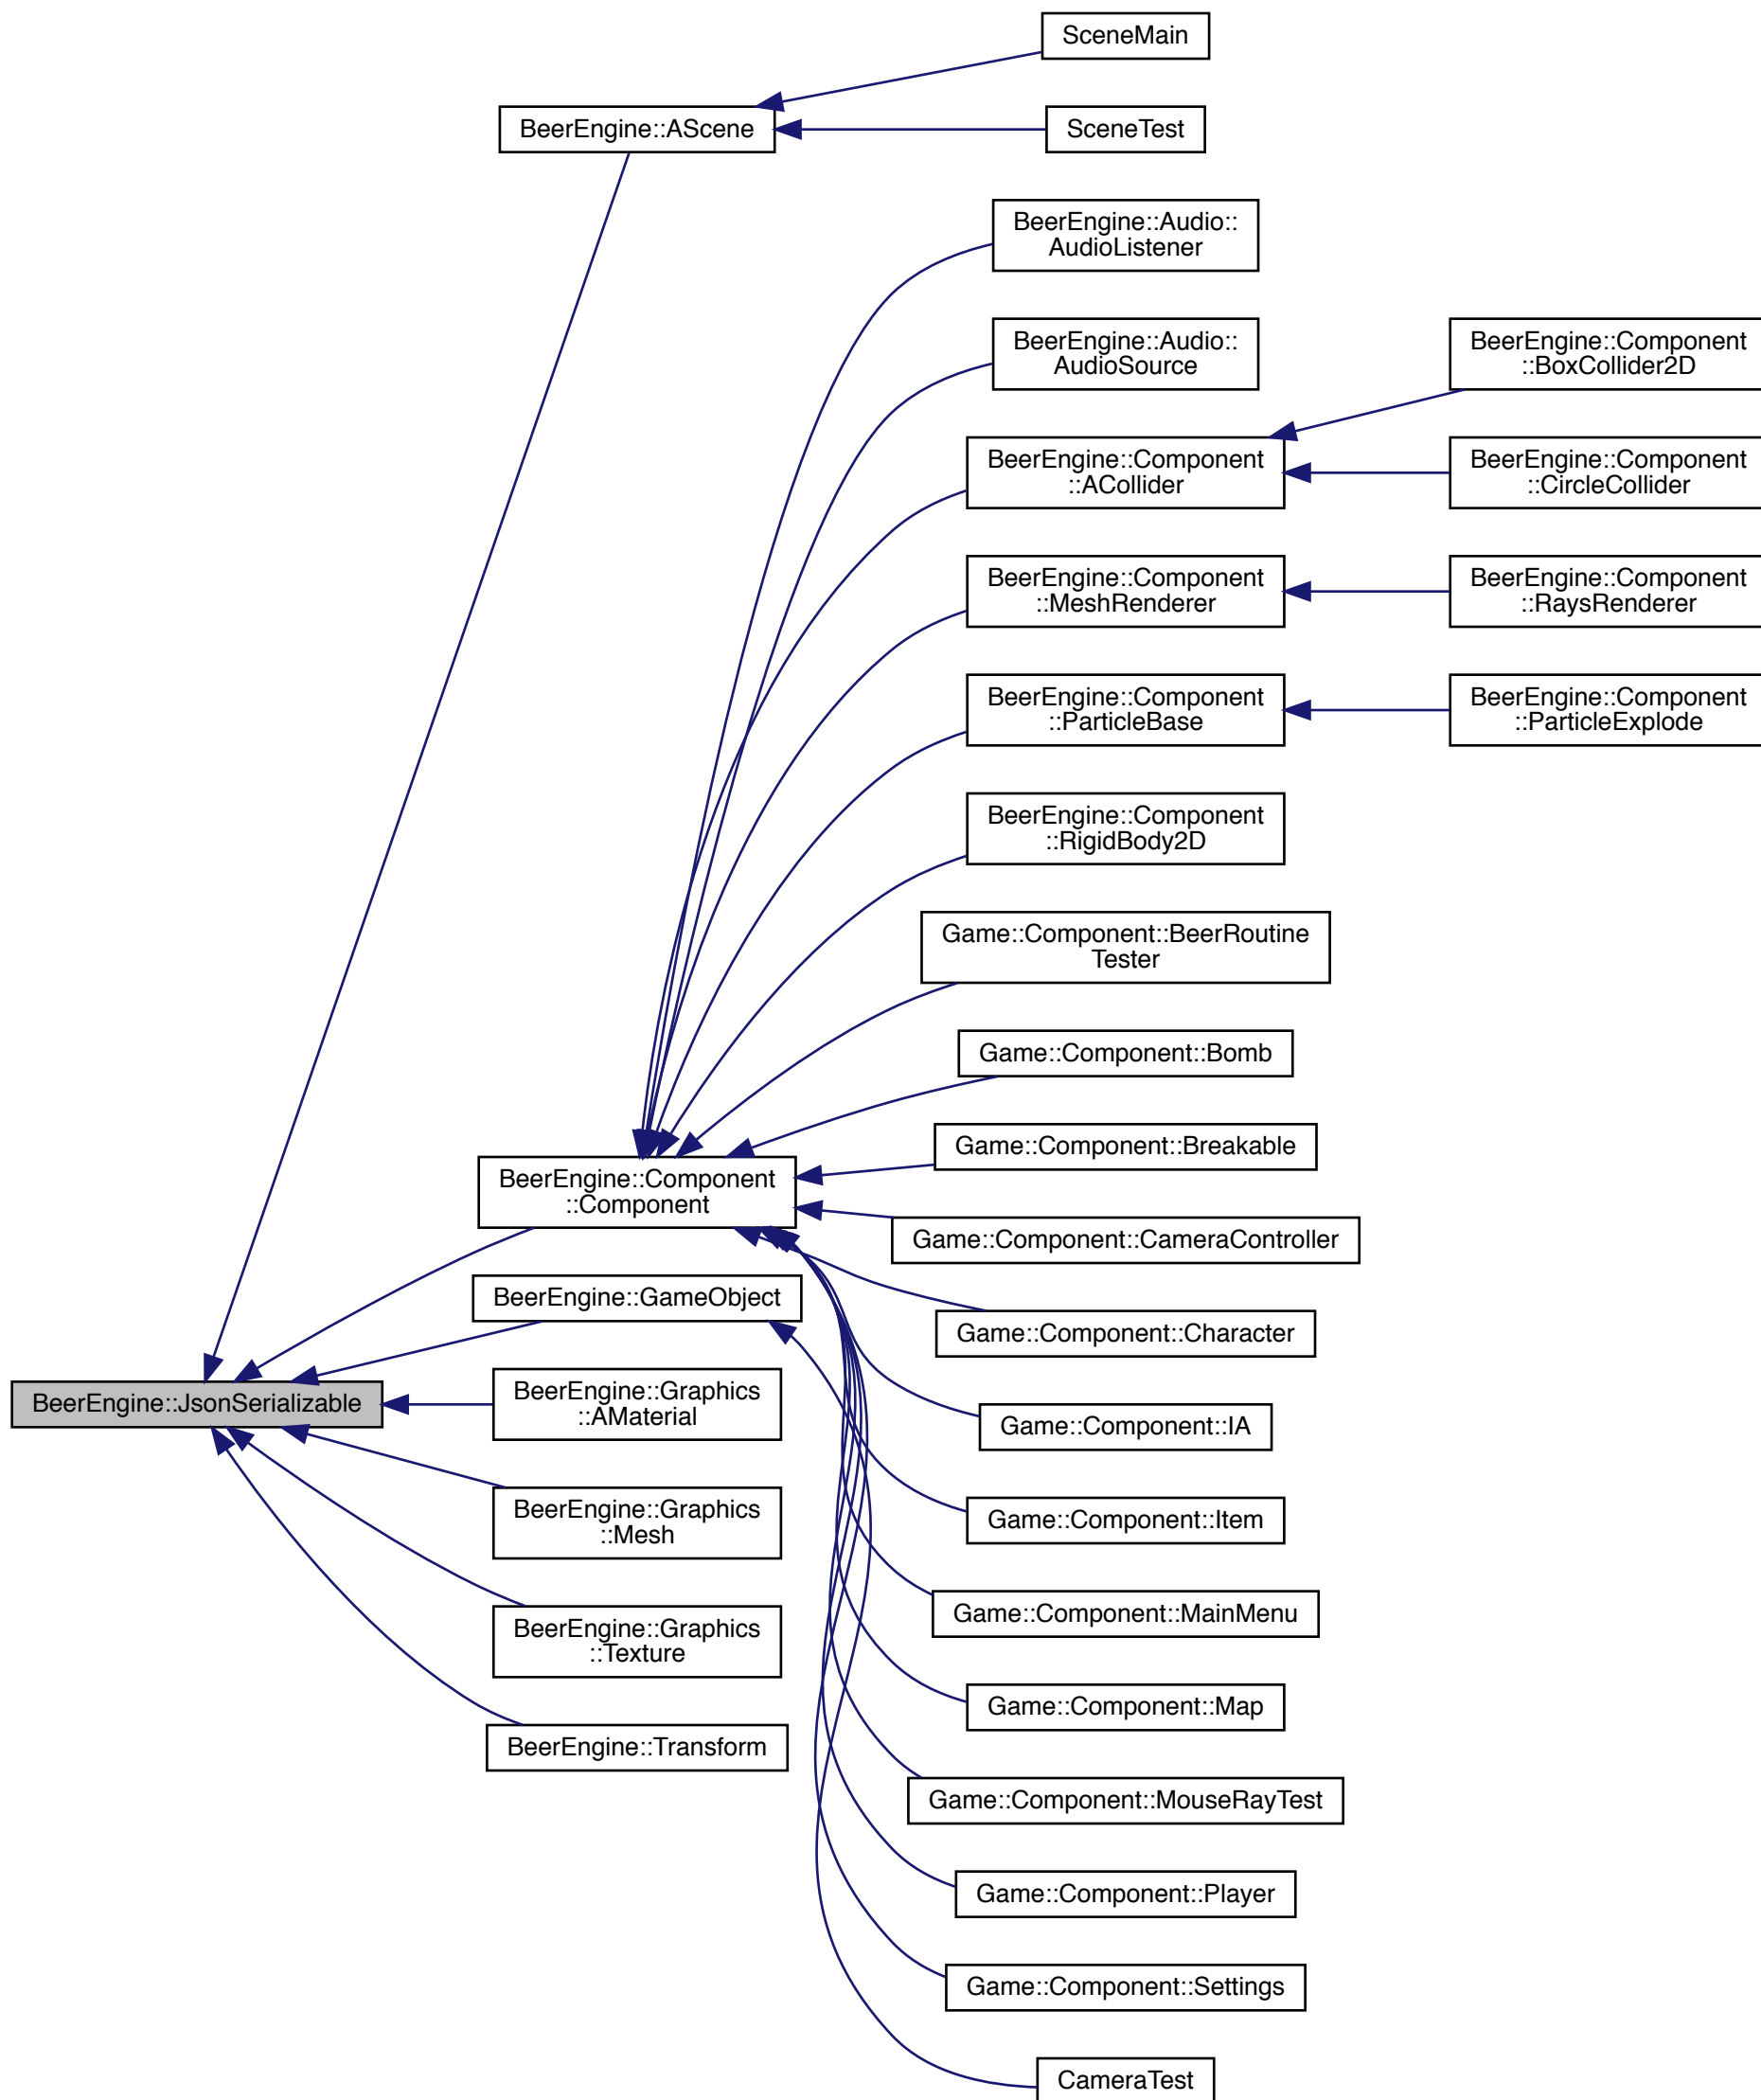 SceneMain
BeerEngine::AScene
SceneTest
BeerEngine::Audio::
AudioListener
BeerEngine::Audio::
AudioSource
BeerEngine::Component
::BoxCollider2D
BeerEngine::Component
::ACollider
BeerEngine::Component
::CircleCollider
BeerEngine::Component
::MeshRenderer
BeerEngine::Component
::RaysRenderer
BeerEngine::Component
::ParticleBase
BeerEngine::Component
::ParticleExplode
BeerEngine::Component
::RigidBody2D
Game::Component::BeerRoutine
Tester
Game::Component::Bomb
Game::Component::Breakable
BeerEngine::Component
::Component
Game::Component::CameraController
BeerEngine::GameObject
Game::Component::Character
BeerEngine::JsonSerializable
BeerEngine::Graphics
::AMaterial
Game::Component::IA
BeerEngine::Graphics
::Mesh
Game::Component::Item
BeerEngine::Graphics
::Texture
Game::Component::MainMenu
BeerEngine::Transform
Game::Component::Map
Game::Component::MouseRayTest
Game::Component::Player
Game::Component::Settings
CameraTest